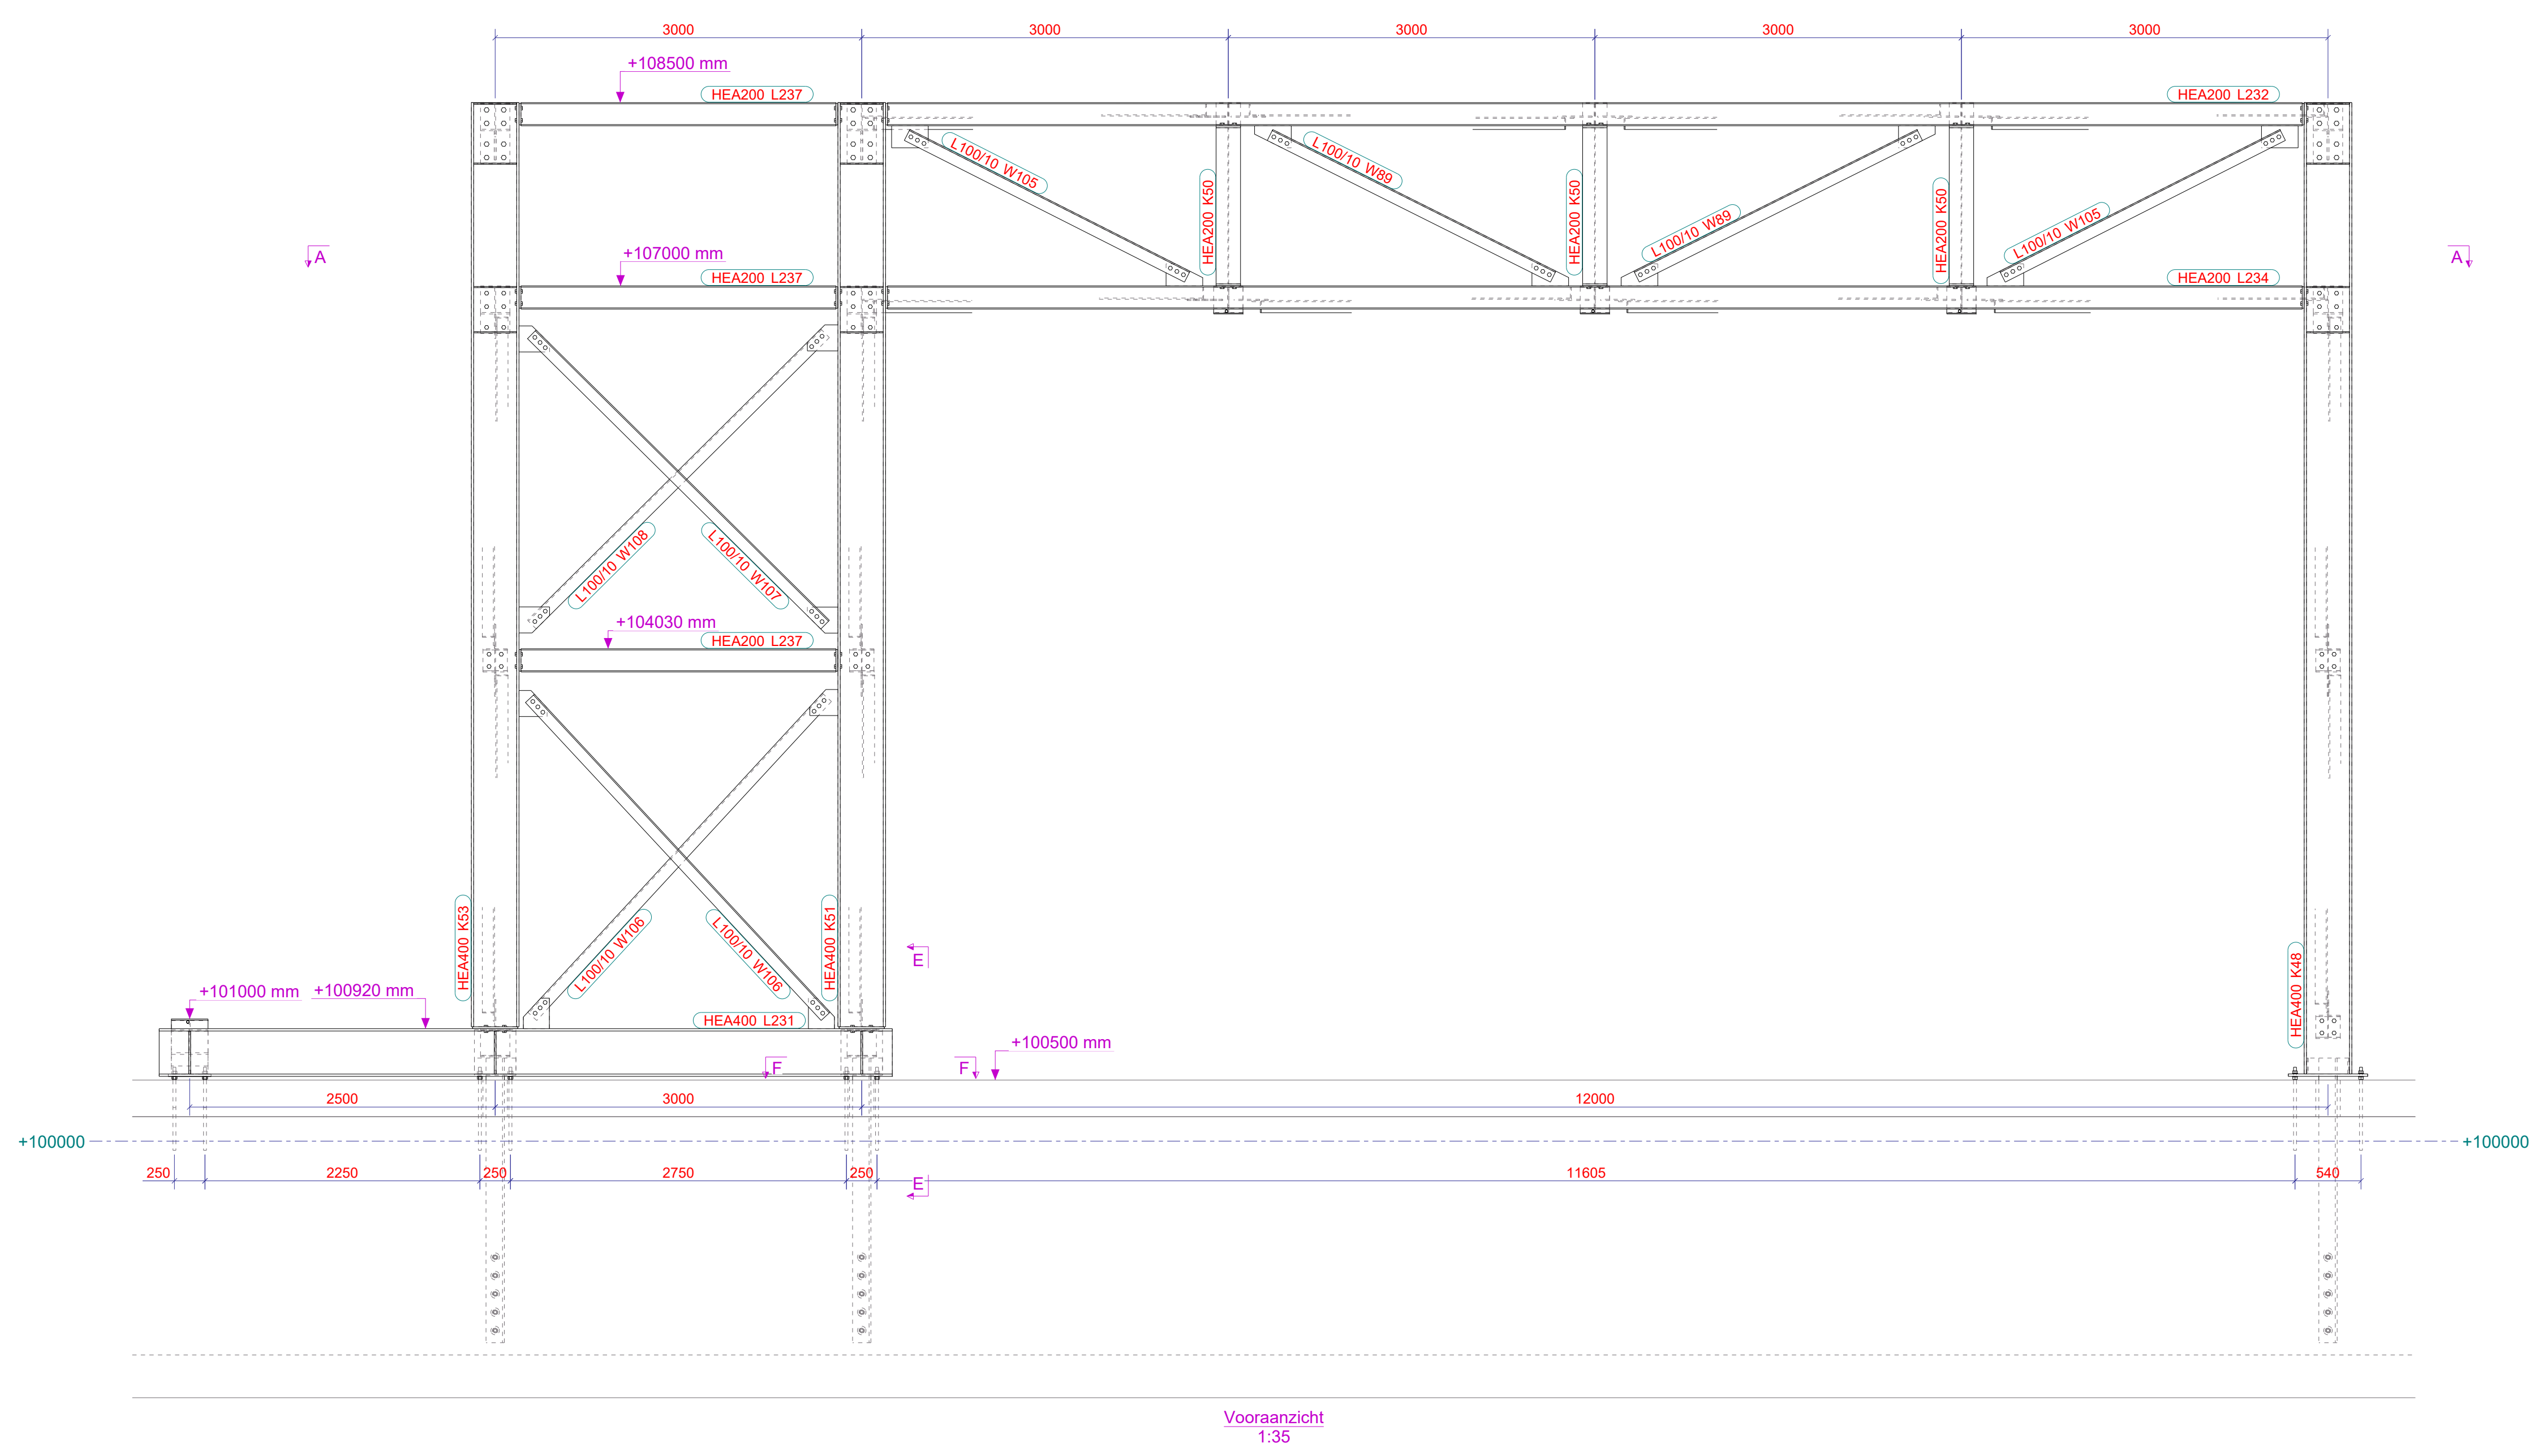 3000 3000 3000 3000 3000
+108500 mm
HEA200 L237 HEA200 L232
L100/10 W105 L100/10 W89 L100/10 W89 L100/10 W105
HEA200 K50 HEA200 K50 HEA200 K50
A A
+107000 mm
HEA200 L237 HEA200 L234
L100/10 W108 L100/10 W107
+104030 mm
HEA200 L237
HEA400 K53 L100/10 W106 L100/10 W106 HEA400 K51 HEA400 K48
E
+101000 mm +100920 mm
HEA400 L231
+100500 mm
F F
2500 3000 12000
+100000 +100000
250 2250 250 2750 250 11605 540
E
Vooraanzicht
1:35